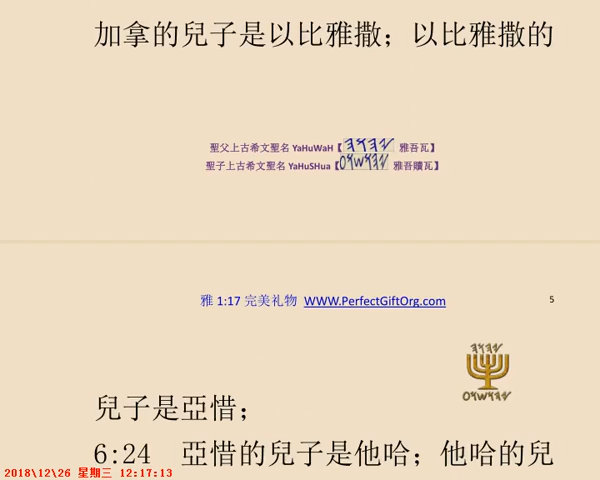 加拿的兒子是以比雅撒；以比雅撒的
聖父上古希文聖名 YaHuWaH【𐤉𐤄𐤅𐤄 雅吾瓦】
聖子上古希文聖名 YaHuSHua【 雅吾贖瓦】
雅 1:17 完美礼物 WWW.PerfectGiftOrg.com
5
兒子是亞惜；
6:24 亞惜的兒子是他哈；他哈的兒
2018\12\26 星期三 12:17:13